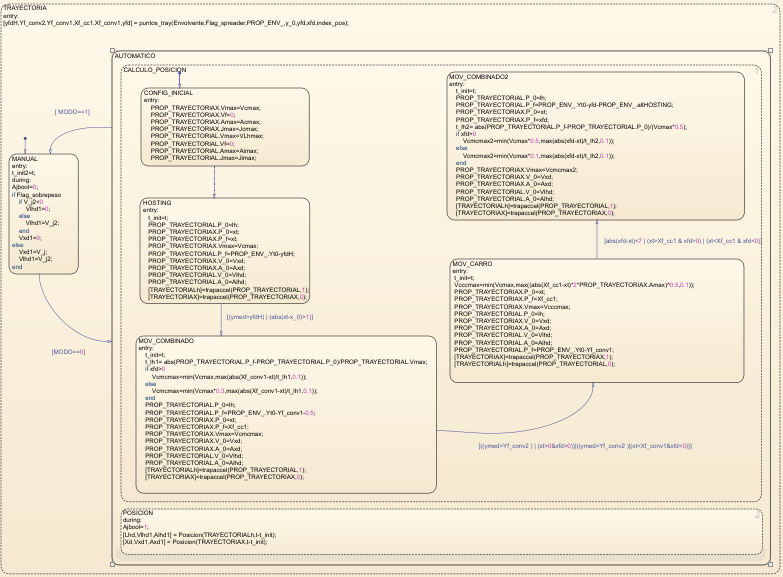 TRAYECTORIA
entry:
[yfdH,Yf_conv2,Yf_conv1,Xf_cc1,Xf_conv1,yfd] = puntos_tray(Envolvente,Flag_spreader,PROP_ENV_,y_0,yfd,xfd,index_pos);
AUTOMATICO
CALCULO_POSICION
CONFIG_INICIAL
entry:
PROP_TRAYECTORIAX.Vmax=Vcmax;
PROP_TRAYECTORIAX.Vf=0;
PROP_TRAYECTORIAX.Amax=Acmax;
PROP_TRAYECTORIAX.Jmax=Jcmax;
PROP_TRAYECTORIAL.Vmax=VLhmax;
PROP_TRAYECTORIAL.Vf=0;
PROP_TRAYECTORIAL.Amax=Almax;
PROP_TRAYECTORIAL.Jmax=Jlmax;
[ MODO==1]
MANUAL
entry:
t_init2=t;
during:
Ajbool=0;
if Flag_sobrepeso
if V_j2<0
Vlhd1=0;
else
Vlhd1=V_j2;
end
Vxd1=0;
else
Vxd1=V_j;
Vlhd1=V_j2;
end
[MODO==0]
HOSTING
entry:
t_init=t;
PROP_TRAYECTORIAL.P_0=lh;
PROP_TRAYECTORIAX.P_0=xt;
PROP_TRAYECTORIAX.P_f=xt;
PROP_TRAYECTORIAX.Vmax=Vcmax;
PROP_TRAYECTORIAL.P_f=PROP_ENV_.Yt0-yfdH;
PROP_TRAYECTORIAX.V_0=Vxd;
PROP_TRAYECTORIAX.A_0=Axd;
PROP_TRAYECTORIAL.V_0=Vlhd;
PROP_TRAYECTORIAL.A_0=Alhd;
[TRAYECTORIALh]=trapaccel(PROP_TRAYECTORIAL,1);
[TRAYECTORIAX]=trapaccel(PROP_TRAYECTORIAX,0);
[(ymed>yfdH) | (abs(xt-x_0)>1)]
MOV_COMBINADO
entry:
t_init=t;
t_lh1= abs(PROP_TRAYECTORIAL.P_f-PROP_TRAYECTORIAL.P_0)/PROP_TRAYECTORIAL.Vmax;
if xfd>0
Vcmcmax=min(Vcmax,max(abs(Xf_conv1-xt)/t_lh1,0.1));
else
Vcmcmax=min(Vcmax*0.3,max(abs(Xf_conv1-xt)/t_lh1,0.1));
end
PROP_TRAYECTORIAL.P_0=lh;
PROP_TRAYECTORIAL.P_f=PROP_ENV_.Yt0-Yf_conv1-0.5;
PROP_TRAYECTORIAX.P_0=xt;
PROP_TRAYECTORIAX.P_f=Xf_cc1;
PROP_TRAYECTORIAX.Vmax=Vcmcmax;
PROP_TRAYECTORIAX.V_0=Vxd;
PROP_TRAYECTORIAX.A_0=Axd;
PROP_TRAYECTORIAL.V_0=Vlhd;
PROP_TRAYECTORIAL.A_0=Alhd;
[TRAYECTORIALh]=trapaccel(PROP_TRAYECTORIAL,1);
[TRAYECTORIAX]=trapaccel(PROP_TRAYECTORIAX,0);
MOV_COMBINADO2
entry:
t_init=t;
PROP_TRAYECTORIAL.P_0=lh;
PROP_TRAYECTORIAL.P_f=PROP_ENV_.Yt0-yfd-PROP_ENV_.altHOSTING;
PROP_TRAYECTORIAX.P_0=xt;
PROP_TRAYECTORIAX.P_f=xfd;
t_lh2= abs(PROP_TRAYECTORIAL.P_f-PROP_TRAYECTORIAL.P_0)/(Vcmax*0.5);
if xfd>0
Vcmcmax2=min(Vcmax*0.5,max(abs(xfd-xt)/t_lh2,0.1));
else
Vcmcmax2=min(Vcmax*0.1,max(abs(xfd-xt)/t_lh2,0.1));
end
PROP_TRAYECTORIAX.Vmax=Vcmcmax2;
PROP_TRAYECTORIAX.V_0=Vxd;
PROP_TRAYECTORIAX.A_0=Axd;
PROP_TRAYECTORIAL.V_0=Vlhd;
PROP_TRAYECTORIAL.A_0=Alhd;
[TRAYECTORIALh]=trapaccel(PROP_TRAYECTORIAL,1);
[TRAYECTORIAX]=trapaccel(PROP_TRAYECTORIAX,0);
[abs(xfd-xt)<7 | (xt>Xf_cc1 & xfd>0) | (xt<Xf_cc1 & xfd<0)]
MOV_CARRO
entry:
t_init=t;
Vcccmax=min(Vcmax,max((abs(Xf_cc1-xt)*2*PROP_TRAYECTORIAX.Amax)^0.5,0.1));
PROP_TRAYECTORIAX.P_0=xt;
PROP_TRAYECTORIAX.P_f=Xf_cc1;
PROP_TRAYECTORIAX.Vmax=Vcccmax;
PROP_TRAYECTORIAL.P_0=lh;
PROP_TRAYECTORIAX.V_0=Vxd;
PROP_TRAYECTORIAX.A_0=Axd;
PROP_TRAYECTORIAL.V_0=Vlhd;
PROP_TRAYECTORIAL.A_0=Alhd;
PROP_TRAYECTORIAL.P_f=PROP_ENV_.Yt0-Yf_conv1;
[TRAYECTORIAX]=trapaccel(PROP_TRAYECTORIAX,1);
[TRAYECTORIALh]=trapaccel(PROP_TRAYECTORIAL,0);
[((ymed>Yf_conv2 ) | (xt>0&xfd>0))|((ymed>Yf_conv2 )|(xt<Xf_conv1&xfd<0))]
POSICION
during:
Ajbool=1;
[Lhd,Vlhd1,Alhd1] = Posicion(TRAYECTORIALh,t-t_init);
[Xd,Vxd1,Axd1] = Posicion(TRAYECTORIAX,t-t_init);
2